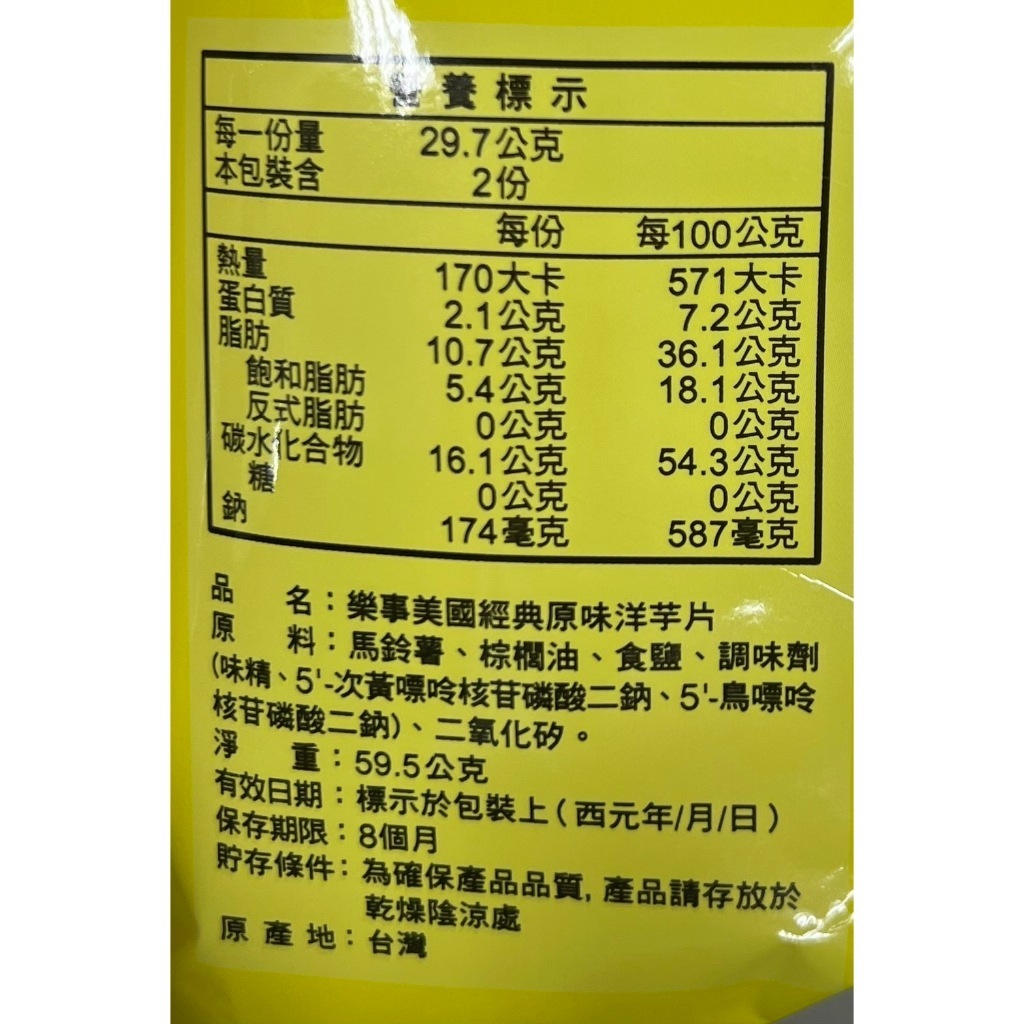 營養標示
每一份量 29.7公克
本包裝含 2份
每份 每100公克
熱量 170大卡 571大卡
蛋白質 2.1公克 7.2公克
脂肪 10.7公克 36.1公克
飽和脂肪 5.4公克 18.1公克
反式脂肪 0公克 0公克
碳水化合物 16.1公克 54.3公克
糖 0公克 0公克
鈉 174毫克 587毫克
品名：樂事美國經典原味洋芋片
原料：馬鈴薯、棕櫚油、食鹽、調味劑
(味精、5'-次黃嘌呤核苷磷酸二鈉、5'-鳥嘌呤
核苷磷酸二鈉)、二氧化矽。
淨重：59.5公克
有效日期：標示於包裝上(西元年/月/日)
保存期限：8個月
貯存條件：為確保產品品質, 產品請存放於
乾燥陰涼處
原產地：台灣